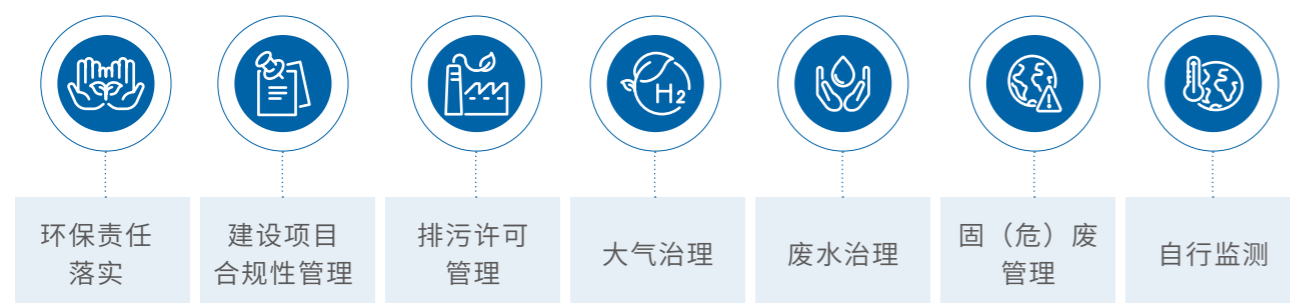 H2
环保责任
落实
建设项目
合规性管理
排污许可
管理
大气治理
废水治理
固（危）废
管理
自行监测